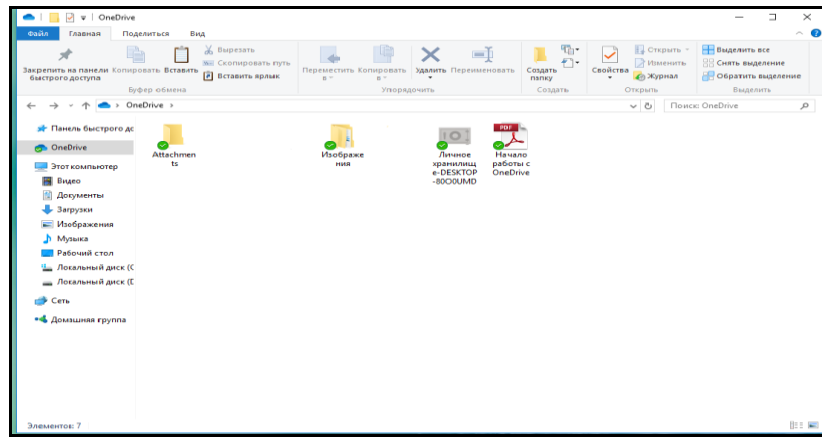 OneDrive
Файл Главная Поделиться Вид
Закрепить на панели быстрого доступа
Копировать
Вставить
Вырезать
Скопировать путь
Вставить ярлык
Буфер обмена
Переместить в
Копировать в
Удалить
Переименовать
Упорядочить
Создать папку
Создать
Свойства
Открыть
Изменить
Журнал
Открыть
Выделить все
Снять выделение
Обратить выделение
Выделить
OneDrive
Поиск: OneDrive
Панель быстрого дс
OneDrive
Этот компьютер
Видео
Документы
Загрузки
Изображения
Музыка
Рабочий стол
Локальный диск (C
Локальный диск (D
Сеть
Домашняя группа
Attachmen
ts
Изображе
ния
Личное
хранилищ
е-DESKTOP
-80O0UMD
PDF
Начало
работы с
OneDrive
Элементов: 7